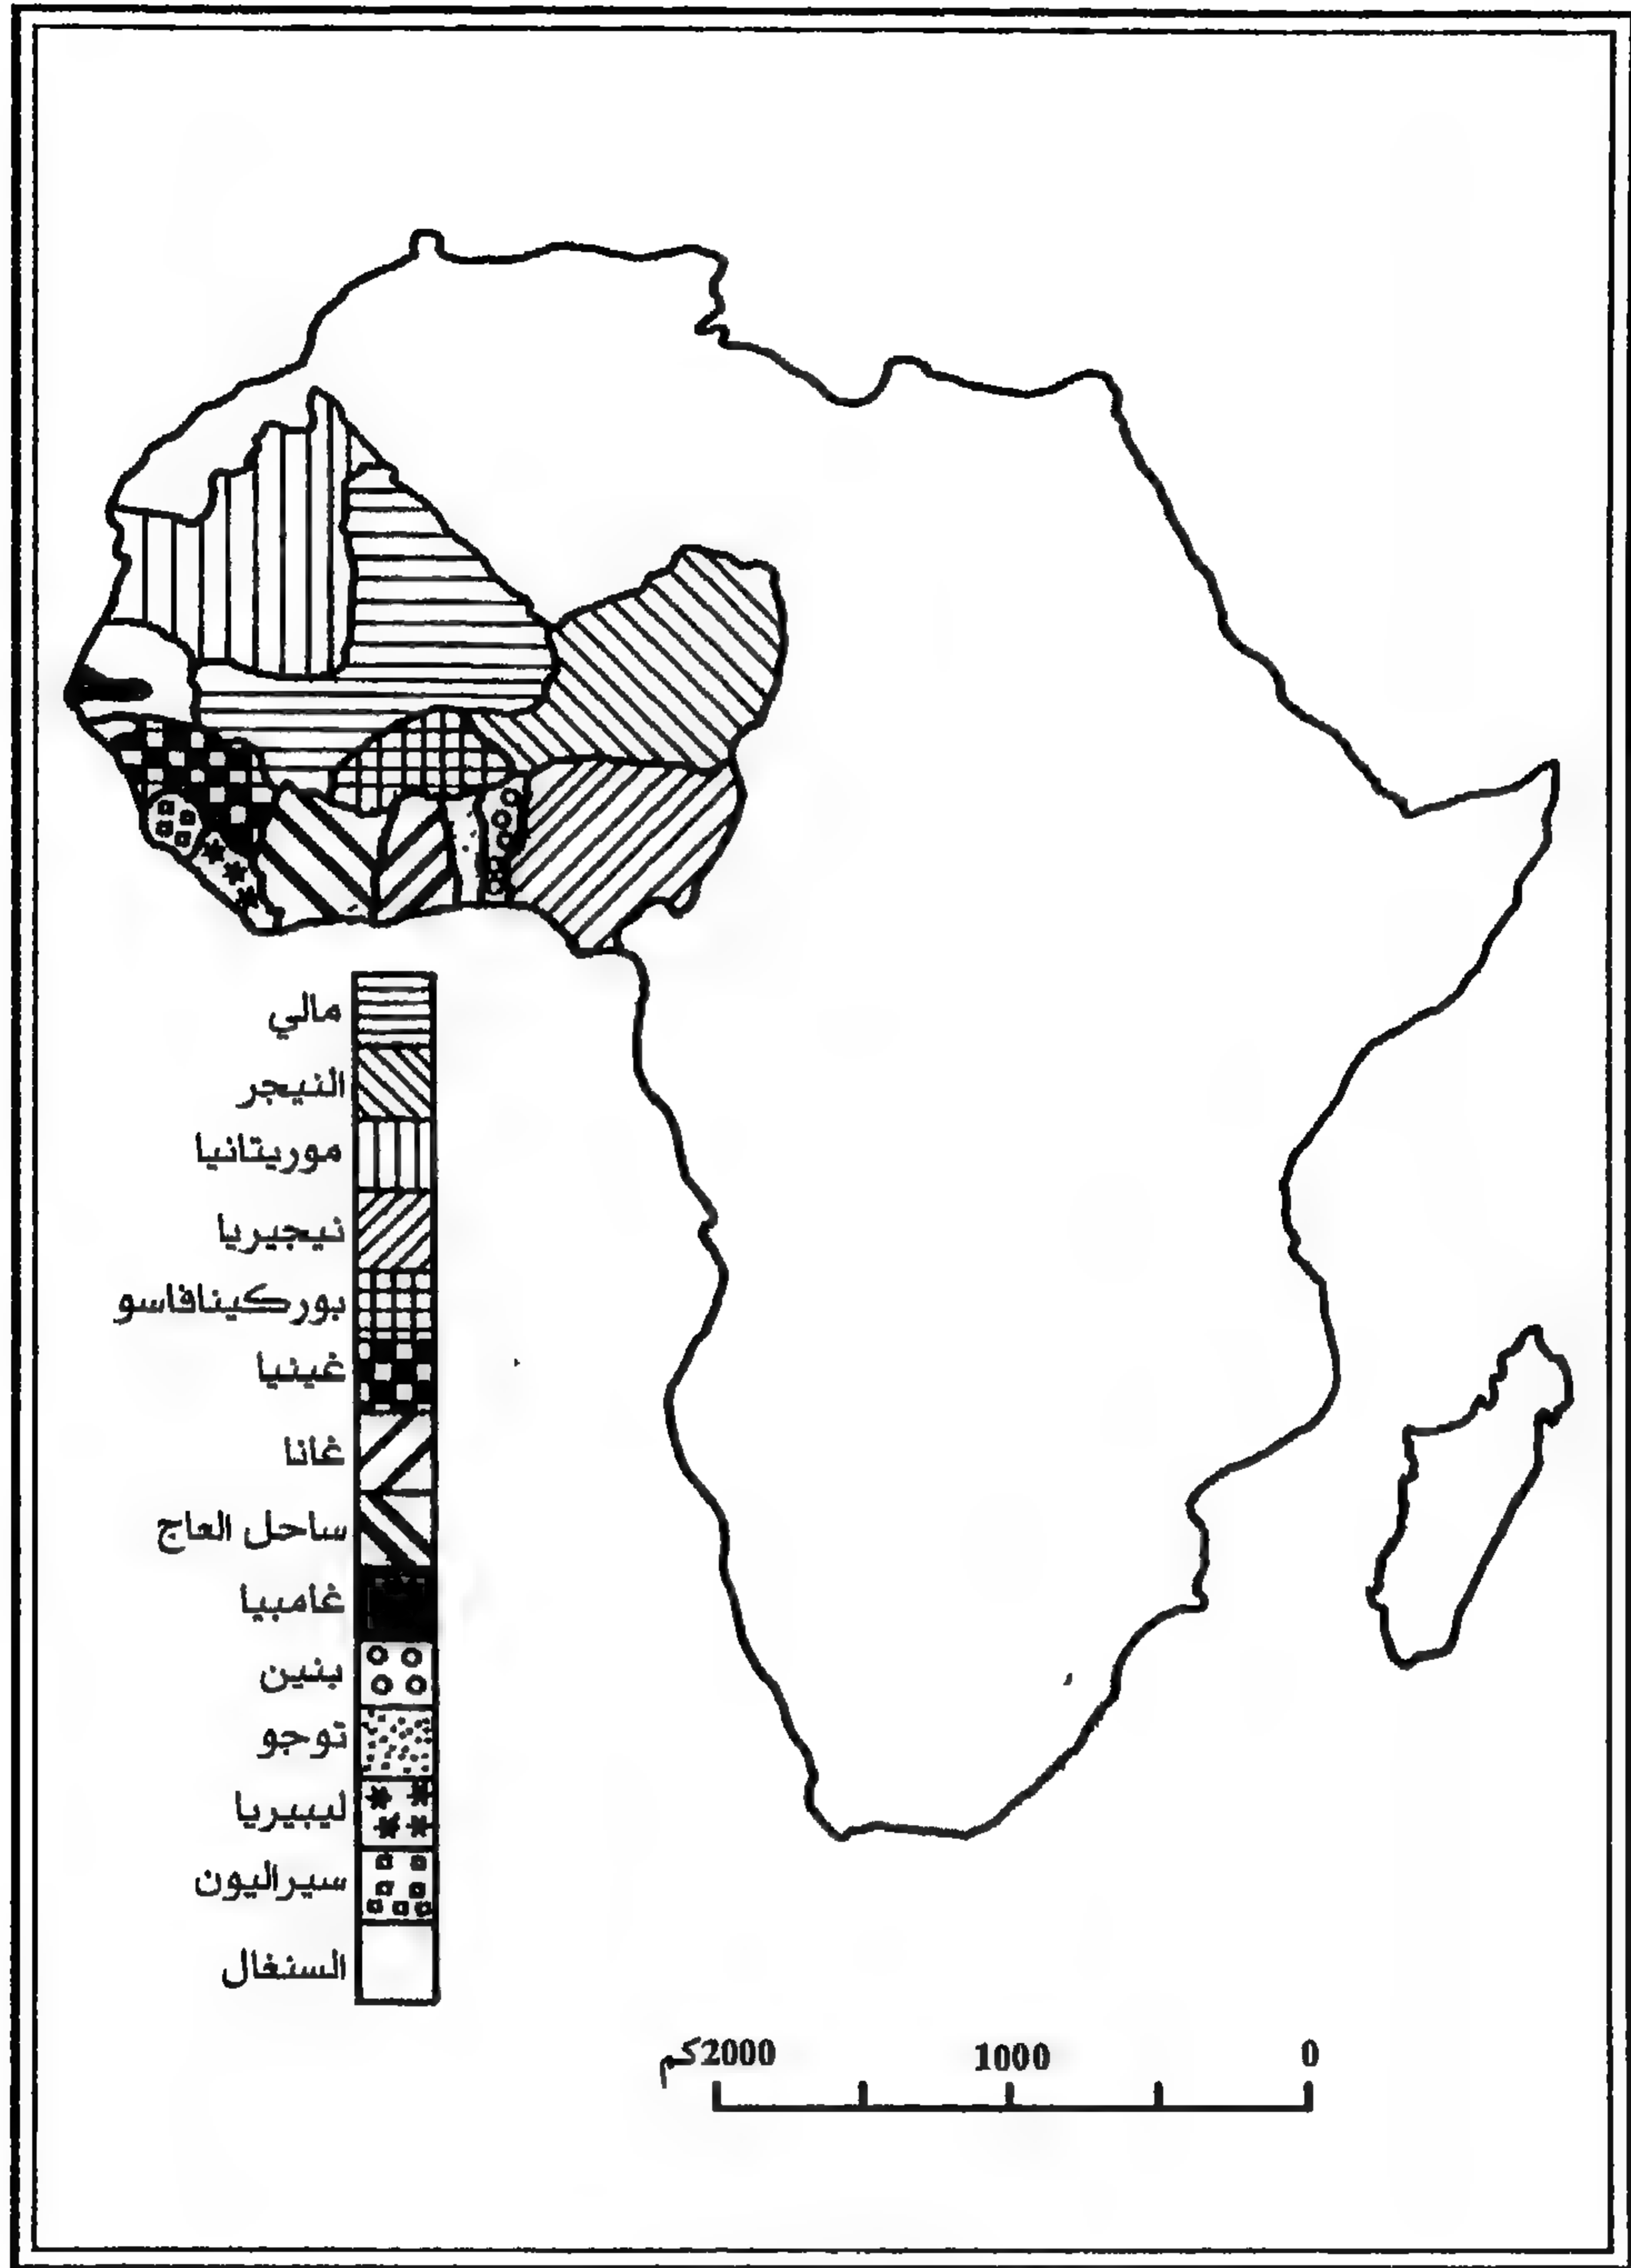 مالي
النيجر
موريتانيا
نيجيريا
بوركينافاسو
غينيا
غانا
ساحل العاج
غامبيا
بنين
توجو
ليبيريا
سيراليون
السنغال
0 1000 2000كم